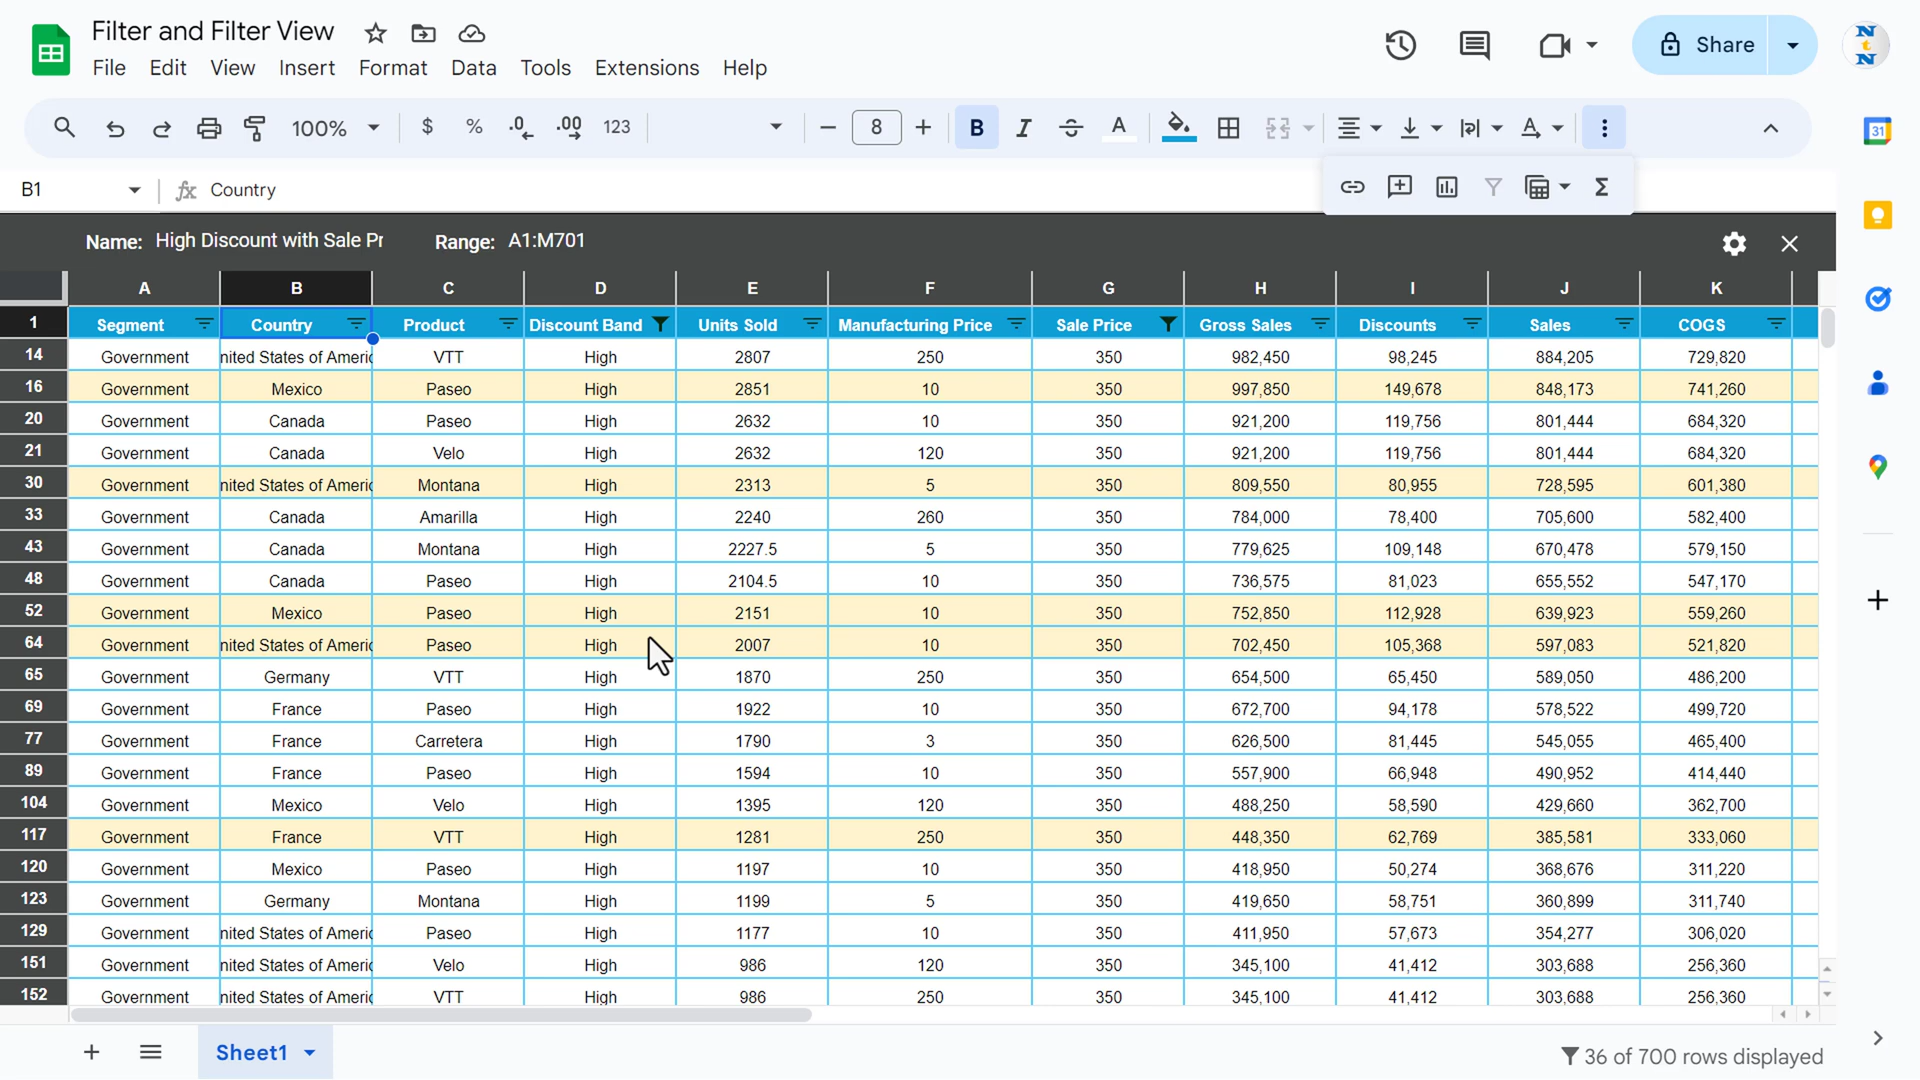 Filter and Filter View
File Edit View Insert Format Data Tools Extensions Help
Share
N
t
N
100% $ % .0 .00 123 8 B I A A
31
B1 fx Country Σ
Name: High Discount with Sale Pr Range: A1:M701
A B C D E F G H I J K
1 Segment Country Product Discount Band Units Sold Manufacturing Price Sale Price Gross Sales Discounts Sales COGS
14 Government nited States of Americ VTT High 2807 250 350 982,450 98,245 884,205 729,820
16 Government Mexico Paseo High 2851 10 350 997,850 149,678 848,173 741,260
20 Government Canada Paseo High 2632 10 350 921,200 119,756 801,444 684,320
21 Government Canada Velo High 2632 120 350 921,200 119,756 801,444 684,320
30 Government nited States of Americ Montana High 2313 5 350 809,550 80,955 728,595 601,380
33 Government Canada Amarilla High 2240 260 350 784,000 78,400 705,600 582,400
43 Government Canada Montana High 2227.5 5 350 779,625 109,148 670,478 579,150
48 Government Canada Paseo High 2104.5 10 350 736,575 81,023 655,552 547,170
52 Government Mexico Paseo High 2151 10 350 752,850 112,928 639,923 559,260
64 Government nited States of Americ Paseo High 2007 10 350 702,450 105,368 597,083 521,820
65 Government Germany VTT High 1870 250 350 654,500 65,450 589,050 486,200
69 Government France Paseo High 1922 10 350 672,700 94,178 578,522 499,720
77 Government France Carretera High 1790 3 350 626,500 81,445 545,055 465,400
89 Government France Paseo High 1594 10 350 557,900 66,948 490,952 414,440
104 Government Mexico Velo High 1395 120 350 488,250 58,590 429,660 362,700
117 Government France VTT High 1281 250 350 448,350 62,769 385,581 333,060
120 Government Mexico Paseo High 1197 10 350 418,950 50,274 368,676 311,220
123 Government Germany Montana High 1199 5 350 419,650 58,751 360,899 311,740
129 Government nited States of Americ Paseo High 1177 10 350 411,950 57,673 354,277 306,020
151 Government nited States of Americ Velo High 986 120 350 345,100 41,412 303,688 256,360
152 Government nited States of Americ VTT High 986 250 350 345,100 41,412 303,688 256,360
Sheet1
36 of 700 rows displayed